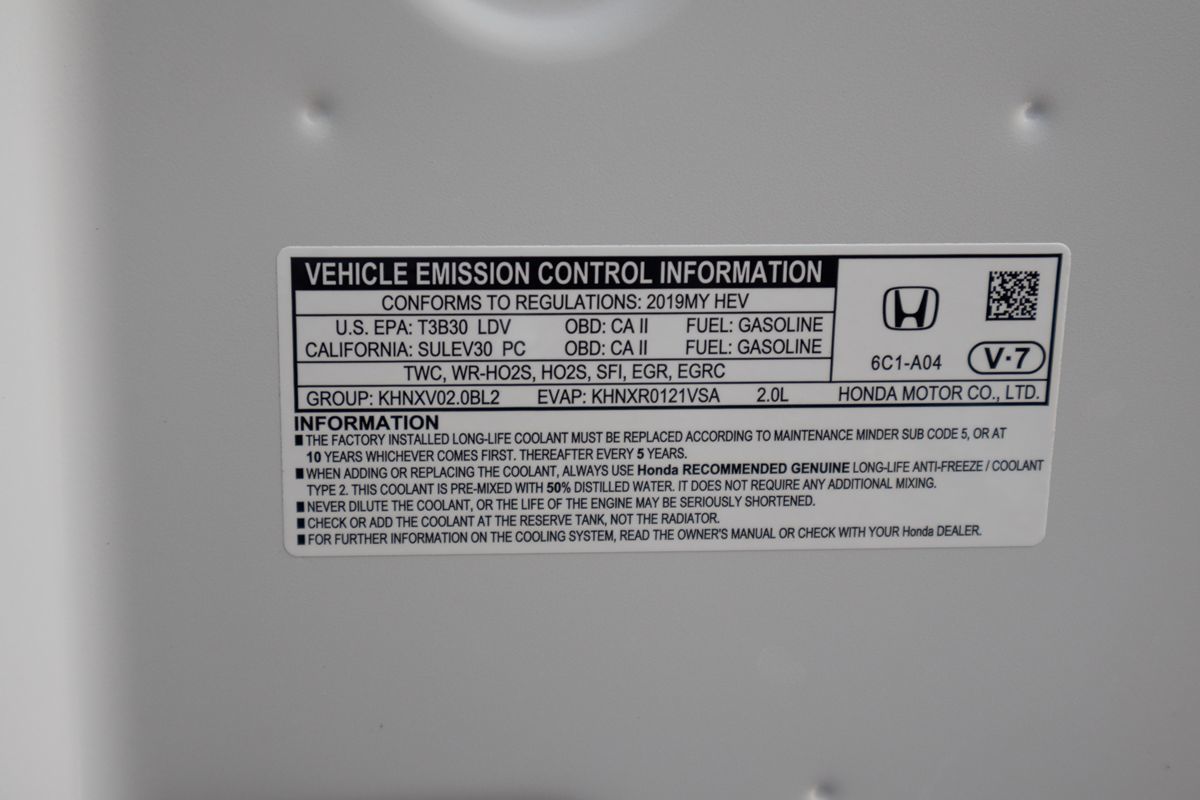 VEHICLE EMISSION CONTROL INFORMATION
CONFORMS TO REGULATIONS: 2019MY HEV
U.S. EPA: T3B30 LDV OBD: CA II FUEL: GASOLINE
CALIFORNIA: SULEV30 PC OBD: CA II FUEL: GASOLINE
TWC, WR-HO2S, HO2S, SFI, EGR, EGRC
6C1-A04 V·7
GROUP: KHNXV02.0BL2 EVAP: KHNXR0121VSA 2.0L HONDA MOTOR CO., LTD.
INFORMATION
■ THE FACTORY INSTALLED LONG-LIFE COOLANT MUST BE REPLACED ACCORDING TO MAINTENANCE MINDER SUB CODE 5, OR AT
10 YEARS WHICHEVER COMES FIRST. THEREAFTER EVERY 5 YEARS.
■ WHEN ADDING OR REPLACING THE COOLANT, ALWAYS USE Honda RECOMMENDED GENUINE LONG-LIFE ANTI-FREEZE / COOLANT
TYPE 2. THIS COOLANT IS PRE-MIXED WITH 50% DISTILLED WATER. IT DOES NOT REQUIRE ANY ADDITIONAL MIXING.
■ NEVER DILUTE THE COOLANT, OR THE LIFE OF THE ENGINE MAY BE SERIOUSLY SHORTENED.
■ CHECK OR ADD THE COOLANT AT THE RESERVE TANK, NOT THE RADIATOR.
■ FOR FURTHER INFORMATION ON THE COOLING SYSTEM, READ THE OWNER'S MANUAL OR CHECK WITH YOUR Honda DEALER.